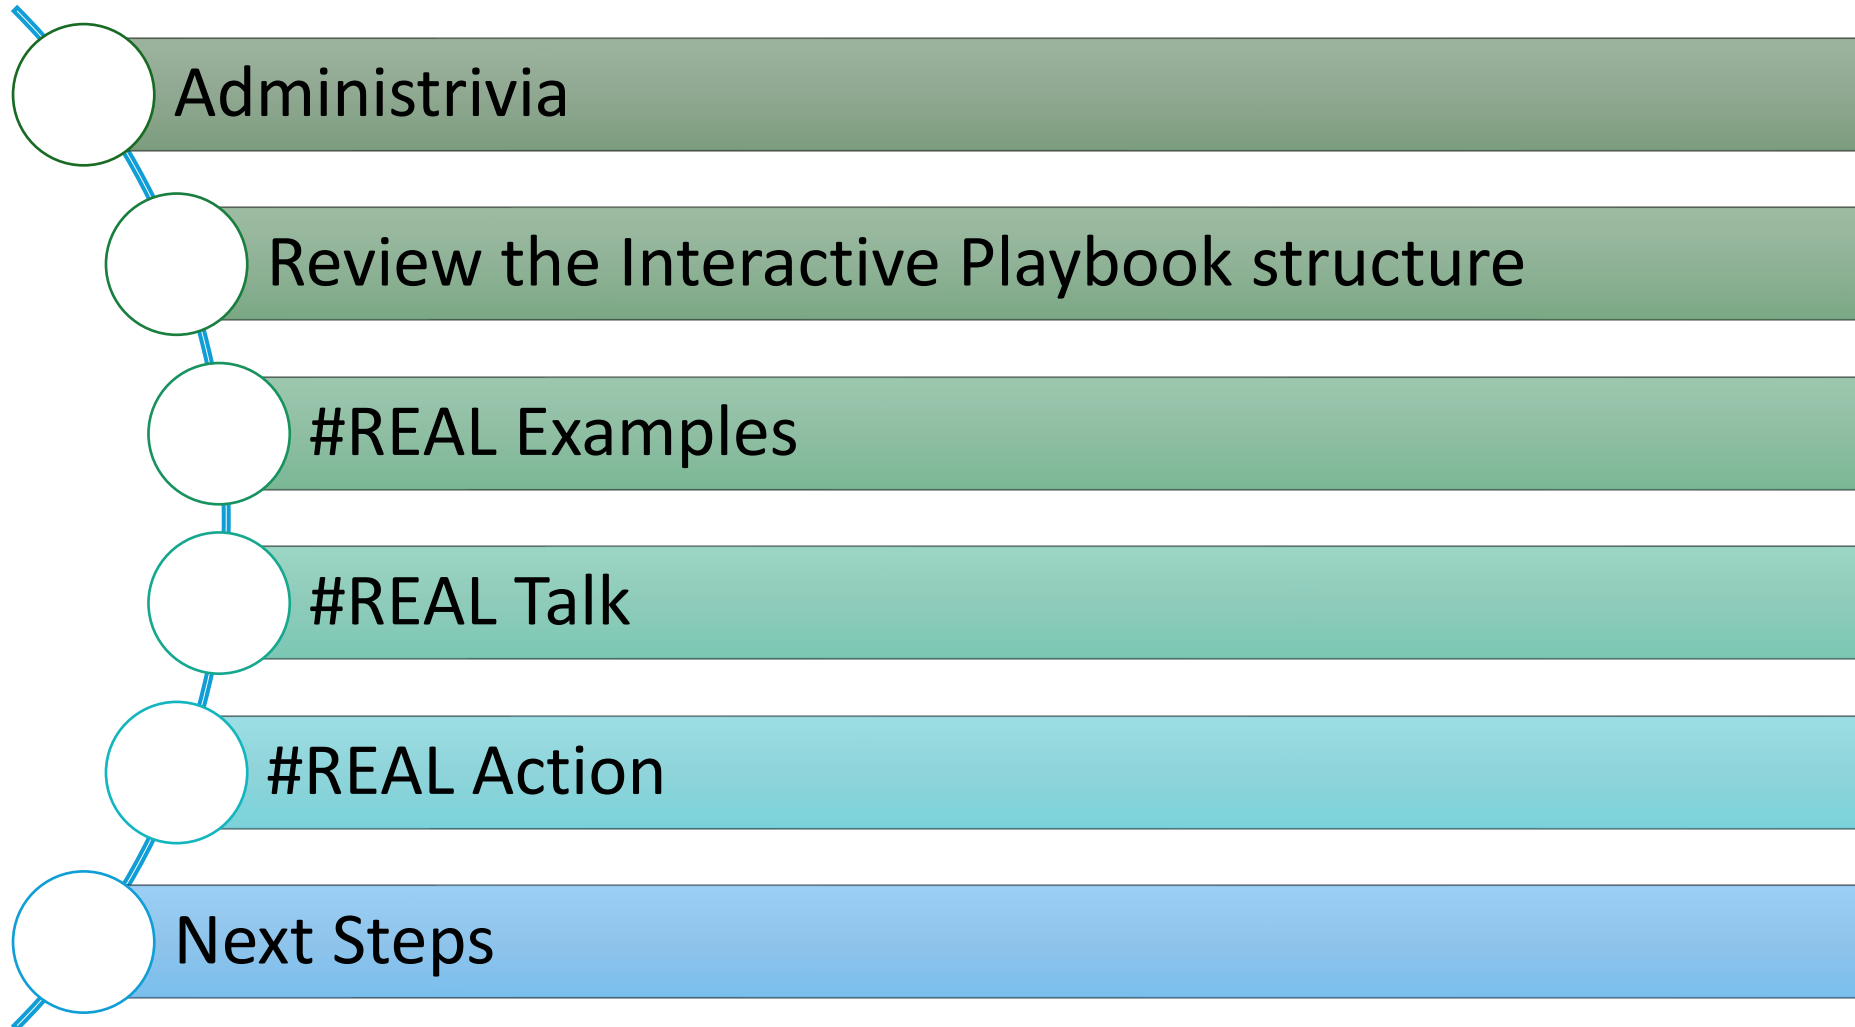 Administrivia
Review the Interactive Playbook structure
#REAL Examples
#REAL Talk
#REAL Action
Next Steps